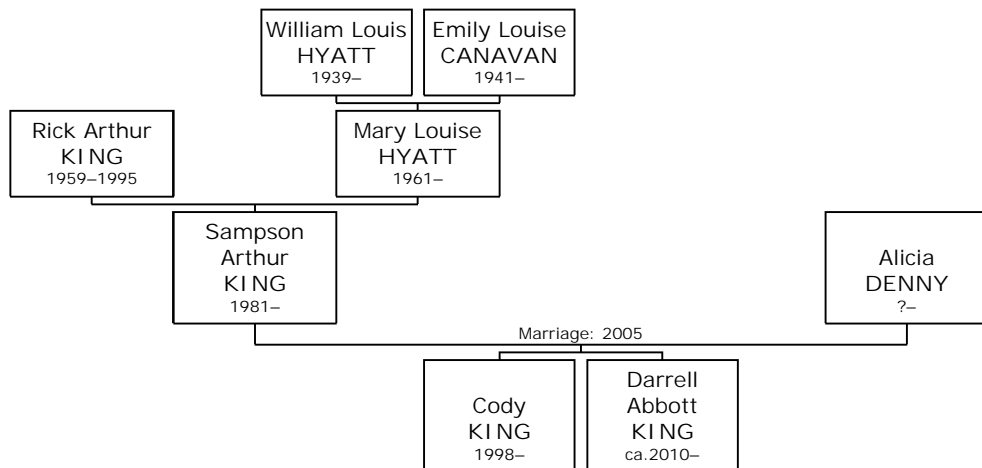 William Louis
HYATT
1939–
Emily Louise
CANAVAN
1941–
Rick Arthur
KING
1959–1995
Mary Louise
HYATT
1961–
Sampson
Arthur
KING
1981–
Alicia
DENNY
?–
Marriage: 2005
Cody
KING
1998–
Darrell
Abbott
KING
ca.2010–